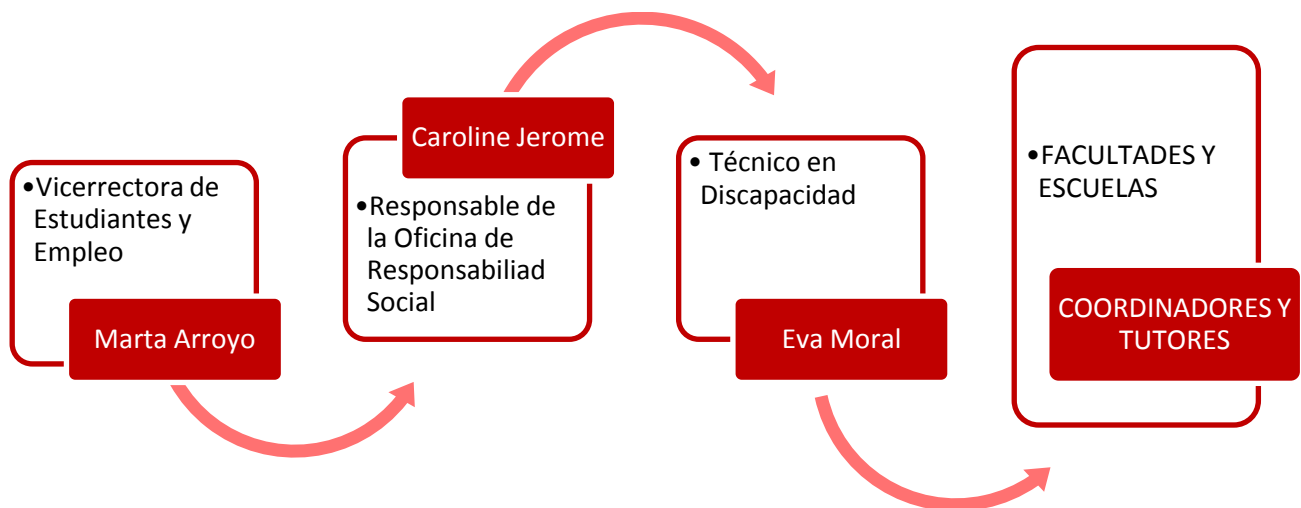 •Vicerrectora de
Estudiantes y
Empleo
Marta Arroyo
Caroline Jerome
•Responsable de
la Oficina de
Responsabiliad
Social
• Técnico en
Discapacidad
Eva Moral
•FACULTADES Y
ESCUELAS
COORDINADORES Y
TUTORES